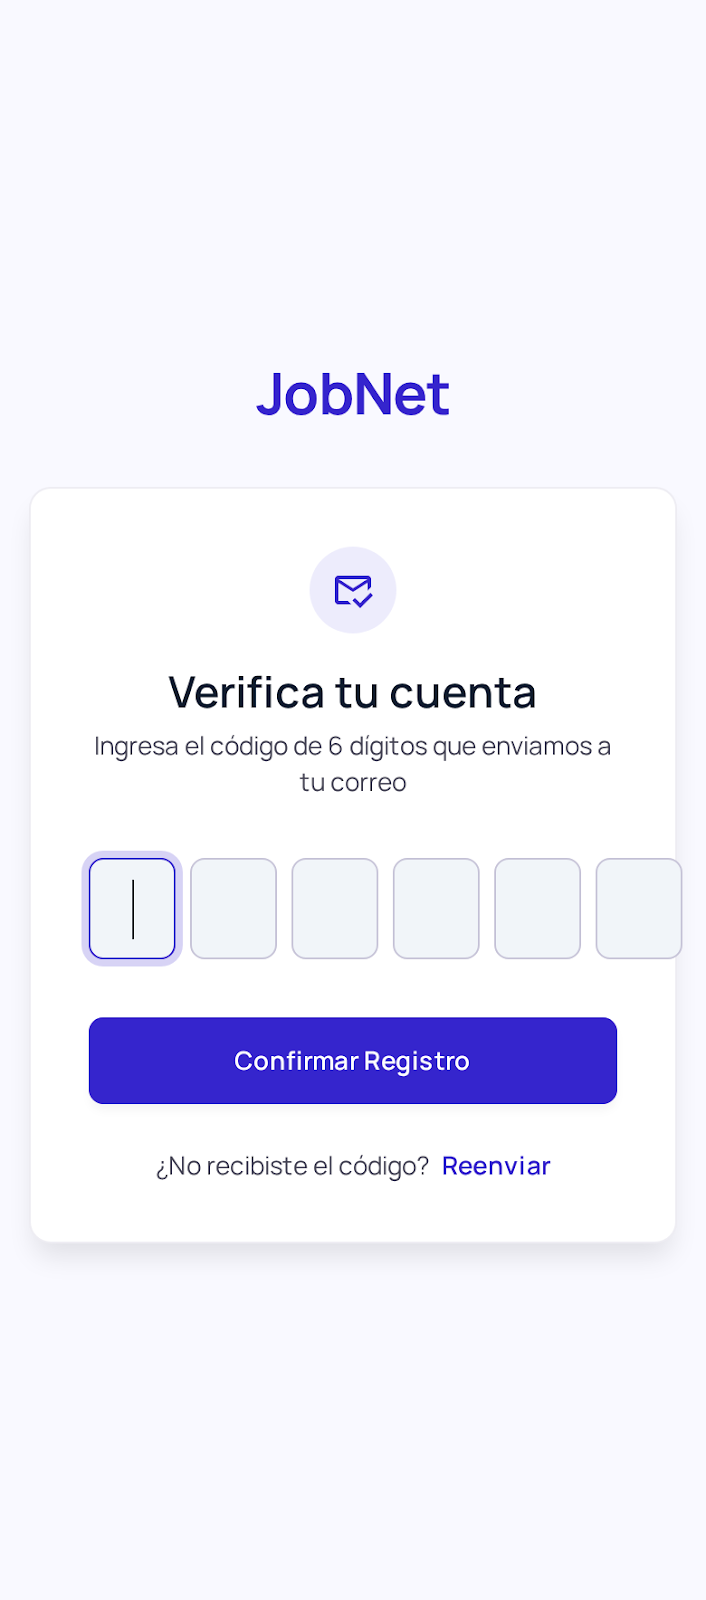 JobNet
Verifica tu cuenta
Ingresa el código de 6 dígitos que enviamos a
tu correo
Confirmar Registro
¿No recibiste el código? Reenviar